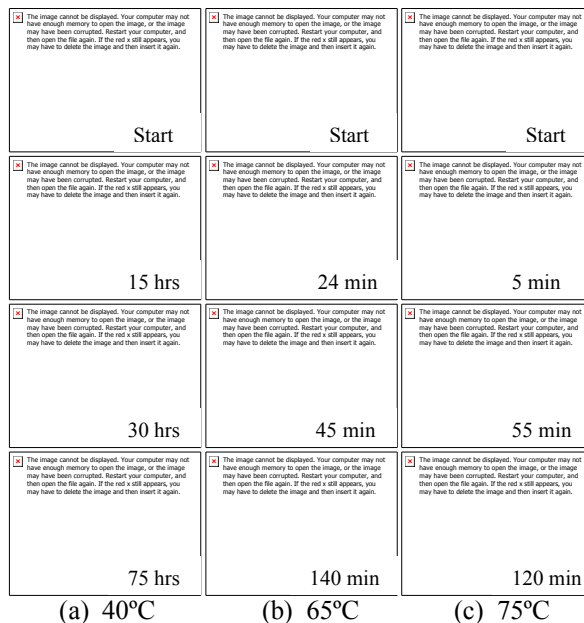 The image cannot be displayed. Your computer may not
have enough memory to open the image, or the image
may have been corrupted. Restart your computer, and
then open the file again. If the red x still appears, you
may have to delete the image and then insert it again.
Start
The image cannot be displayed. Your computer may not
have enough memory to open the image, or the image
may have been corrupted. Restart your computer, and
then open the file again. If the red x still appears, you
may have to delete the image and then insert it again.
Start
The image cannot be displayed. Your computer may not
have enough memory to open the image, or the image
may have been corrupted. Restart your computer, and
then open the file again. If the red x still appears, you
may have to delete the image and then insert it again.
Start
The image cannot be displayed. Your computer may not
have enough memory to open the image, or the image
may have been corrupted. Restart your computer, and
then open the file again. If the red x still appears, you
may have to delete the image and then insert it again.
15 hrs
The image cannot be displayed. Your computer may not
have enough memory to open the image, or the image
may have been corrupted. Restart your computer, and
then open the file again. If the red x still appears, you
may have to delete the image and then insert it again.
24 min
The image cannot be displayed. Your computer may not
have enough memory to open the image, or the image
may have been corrupted. Restart your computer, and
then open the file again. If the red x still appears, you
may have to delete the image and then insert it again.
5 min
The image cannot be displayed. Your computer may not
have enough memory to open the image, or the image
may have been corrupted. Restart your computer, and
then open the file again. If the red x still appears, you
may have to delete the image and then insert it again.
30 hrs
The image cannot be displayed. Your computer may not
have enough memory to open the image, or the image
may have been corrupted. Restart your computer, and
then open the file again. If the red x still appears, you
may have to delete the image and then insert it again.
45 min
The image cannot be displayed. Your computer may not
have enough memory to open the image, or the image
may have been corrupted. Restart your computer, and
then open the file again. If the red x still appears, you
may have to delete the image and then insert it again.
55 min
The image cannot be displayed. Your computer may not
have enough memory to open the image, or the image
may have been corrupted. Restart your computer, and
then open the file again. If the red x still appears, you
may have to delete the image and then insert it again.
75 hrs
The image cannot be displayed. Your computer may not
have enough memory to open the image, or the image
may have been corrupted. Restart your computer, and
then open the file again. If the red x still appears, you
may have to delete the image and then insert it again.
140 min
The image cannot be displayed. Your computer may not
have enough memory to open the image, or the image
may have been corrupted. Restart your computer, and
then open the file again. If the red x still appears, you
may have to delete the image and then insert it again.
120 min
(a) 40ºC
(b) 65ºC
(c) 75ºC